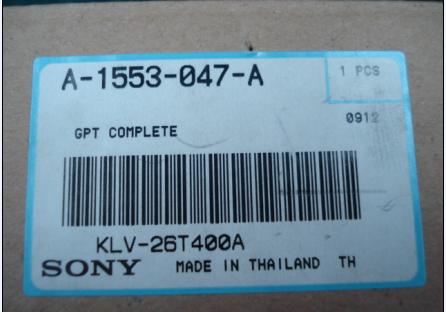 A-1553-047-A
1 PCS
0912
GPT COMPLETE
KLV-26T400A
SONY MADE IN THAILAND TH